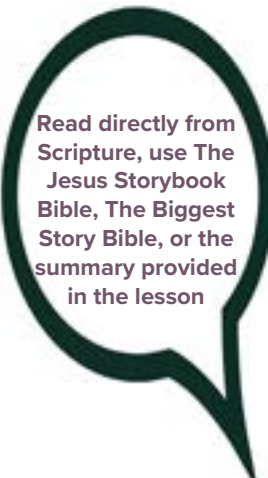 Read directly from
Scripture, use The
Jesus Storybook
Bible, The Biggest
Story Bible, or the
summary provided
in the lesson